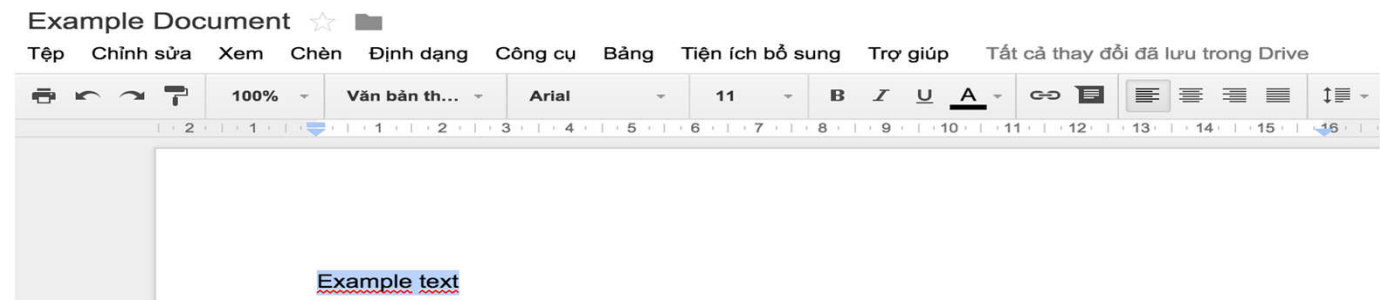 Example Document
Tệp Chỉnh sửa Xem Chèn Định dạng Công cụ Bảng Tiện ích bổ sung Trợ giúp Tất cả thay đổi đã lưu trong Drive
100% Văn bản th... Arial 11 B I U A
2 1 1 2 3 4 5 6 7 8 9 10 11 12 13 14 15 16
Example text